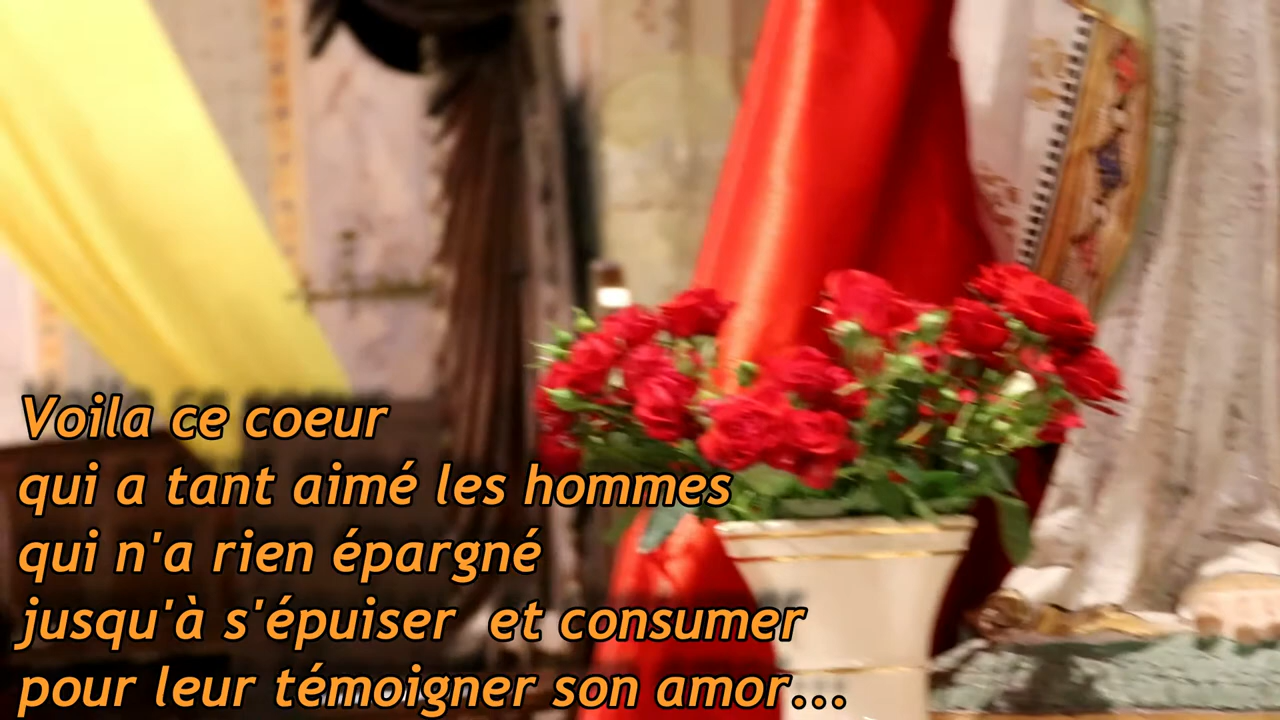 Voila ce coeur
qui a tant aimé les hommes
qui n'a rien épargné
jusqu'à s'épuiser et consumer
pour leur témoigner son amor...